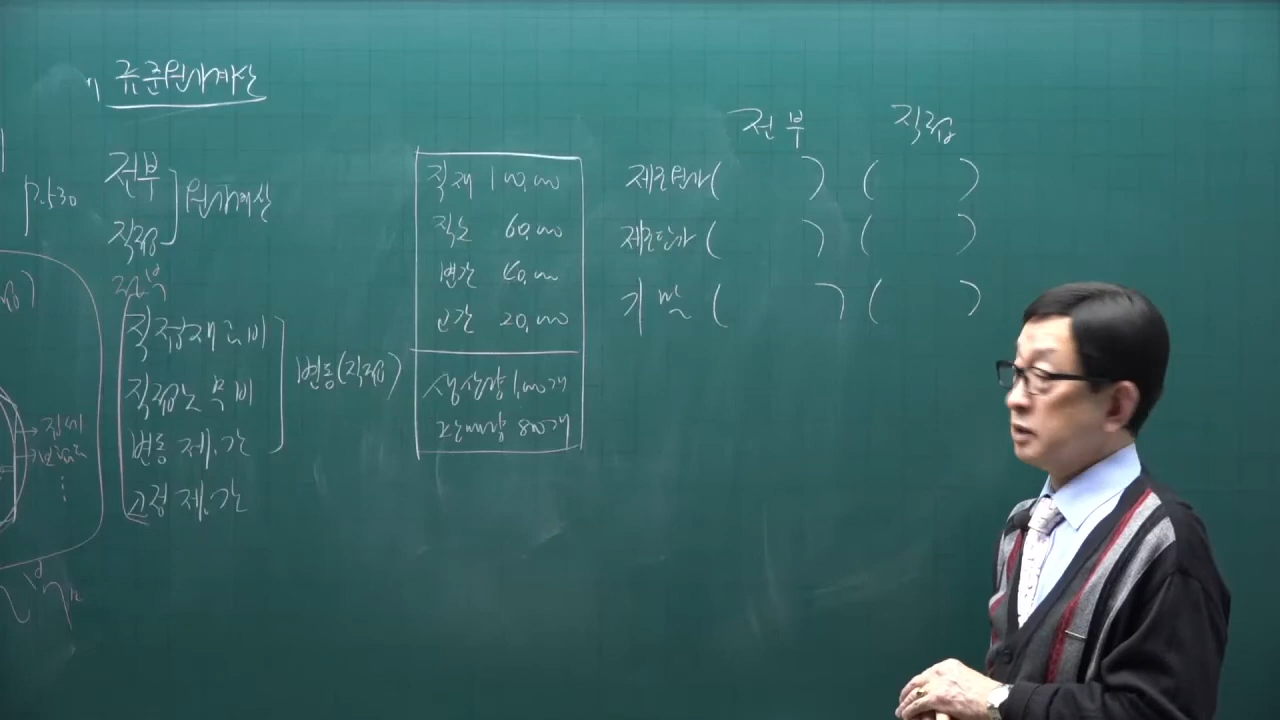 표준원가계산
P.530
전부
직접
원가계산
전부
직접재료비
직접노무비
변동제.간
고정제.간
변동(직접)
직재 100,000
직노 60,000
변간 40,000
고간 20,000
생산량 1,000개
판매량 800개
전부 직접
제조원가( ) ( )
제조단가( ) ( )
기말( ) ( )